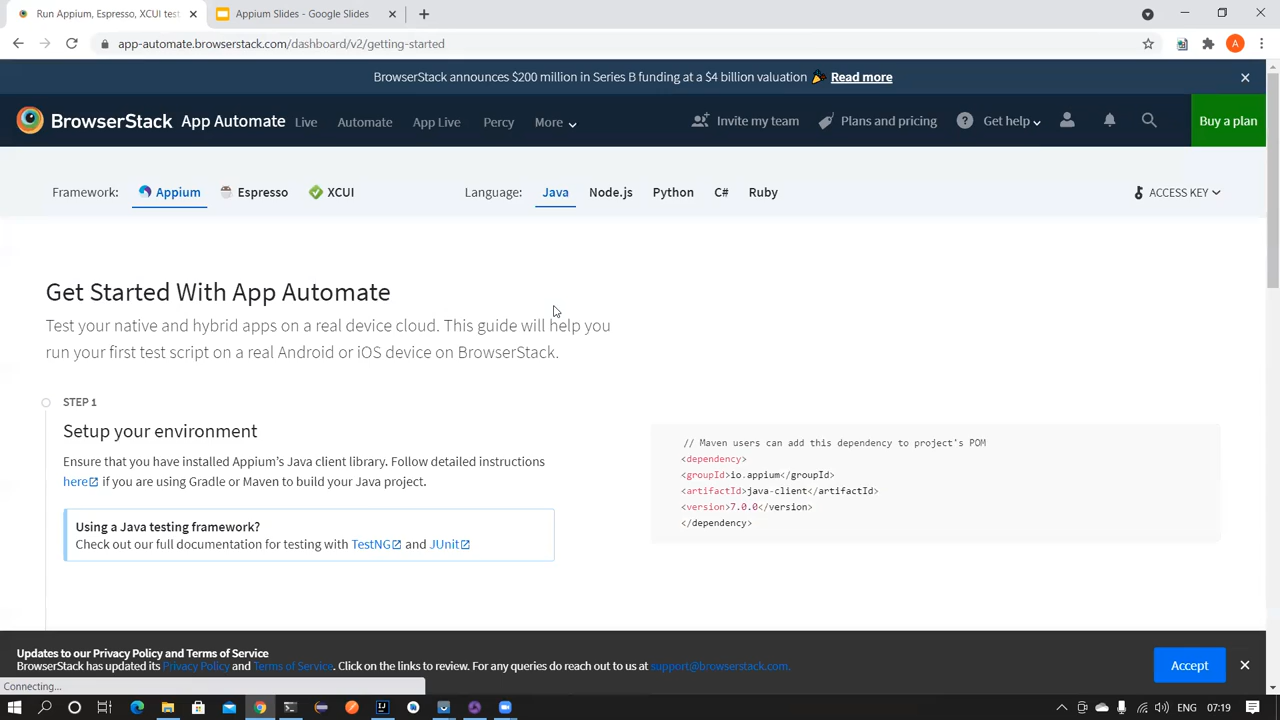 Run Appium, Espresso, XCUI test
Appium Slides - Google Slides
app-automate.browserstack.com/dashboard/v2/getting-started
A
BrowserStack announces $200 million in Series B funding at a $4 billion valuation 🎉 Read more
BrowserStack App Automate Live Automate App Live Percy More Invite my team Plans and pricing Get help Buy a plan
Framework: Appium Espresso XCUI Language: Java Node.js Python C# Ruby ACCESS KEY
Get Started With App Automate
Test your native and hybrid apps on a real device cloud. This guide will help you
run your first test script on a real Android or iOS device on BrowserStack.
STEP 1
Setup your environment
Ensure that you have installed Appium's Java client library. Follow detailed instructions
here if you are using Gradle or Maven to build your Java project.
Using a Java testing framework?
Check out our full documentation for testing with TestNG and JUnit
// Maven users can add this dependency to project's POM
<dependency>
<groupId>io.appium</groupId>
<artifactId>java-client</artifactId>
<version>7.0.0</version>
</dependency>
Updates to our Privacy Policy and Terms of Service
BrowserStack has updated its Privacy Policy and Terms of Service. Click on the links to review. For any queries do reach out to us at support@browserstack.com.
Accept
Connecting...
ENG 07:19